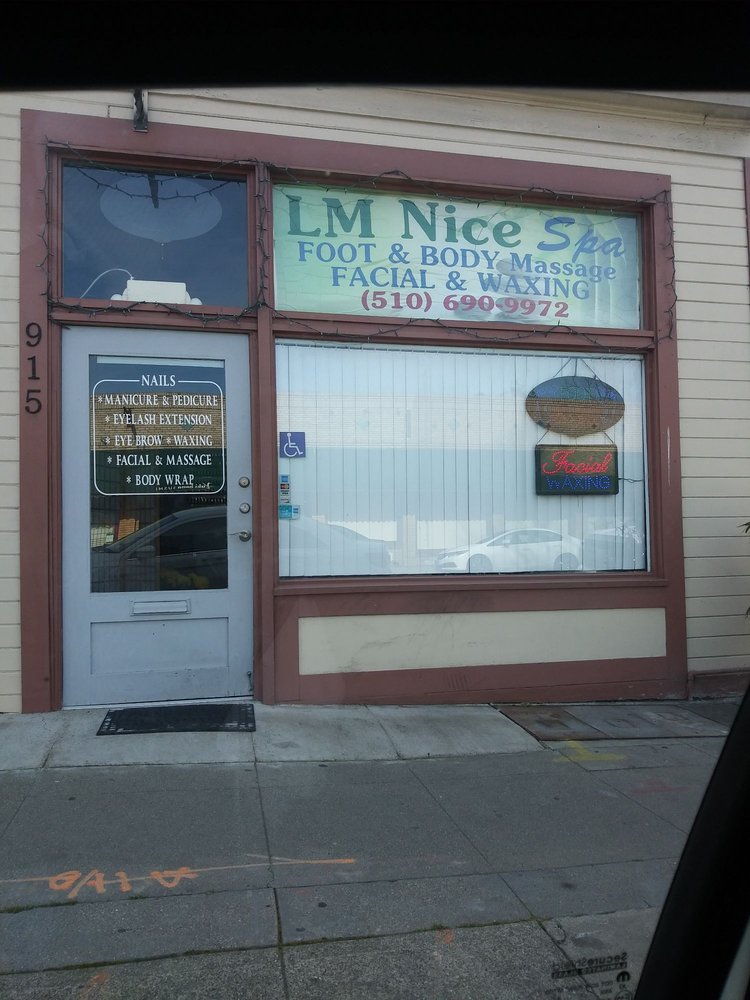 LM Nice Spa
FOOT & BODY Massage
FACIAL & WAXING
(510) 690-9972
915
NAILS
* MANICURE & PEDICURE
* EYELASH EXTENSION
* EYE BROW * WAXING
* FACIAL & MASSAGE
* BODY WRAP
Facial
WAXING